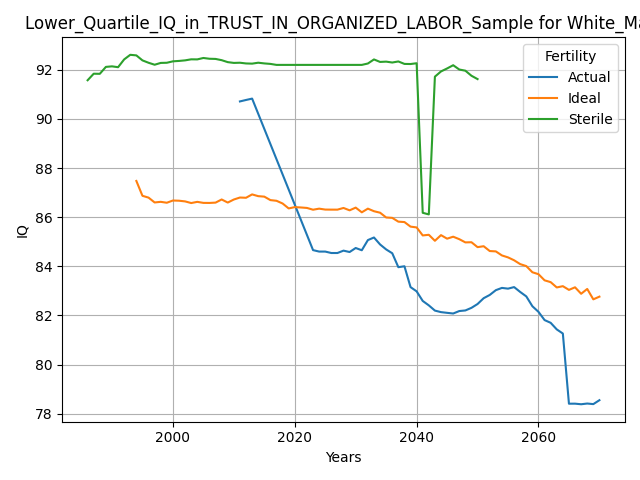 Lower_Quartile_IQ_in_TRUST_IN_ORGANIZED_LABOR_Sample for White_Ma
Fertility
Actual
Ideal
Sterile
92
90
88
86
84
82
80
78
IQ
2000
2020
2040
2060
Years